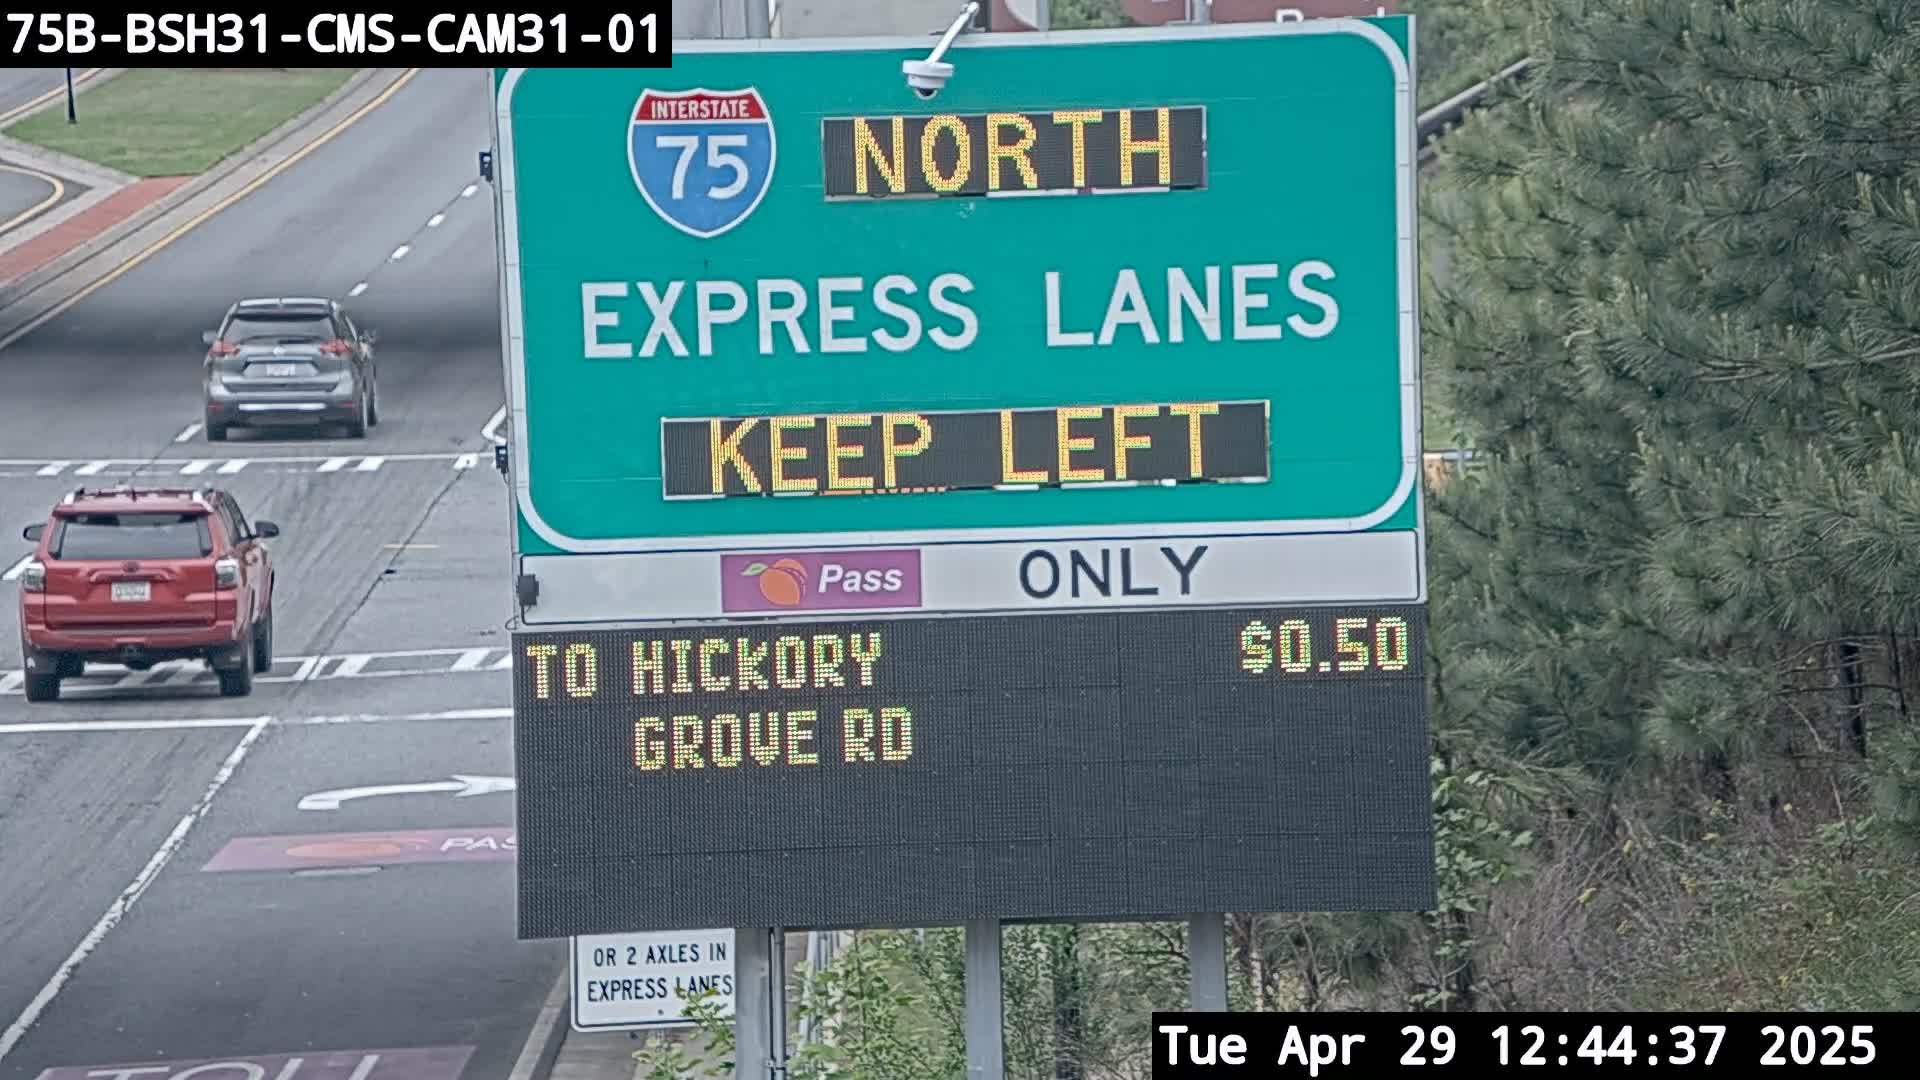 75B-BSH31-CMS-CAM31-01
INTERSTATE
75
NORTH
EXPRESS LANES
KEEP LEFT
Pass ONLY
TO HICKORY $0.50
GROVE RD
OR 2 AXLES IN
EXPRESS LANES
TOLL
Tue Apr 29 12:44:37 2025